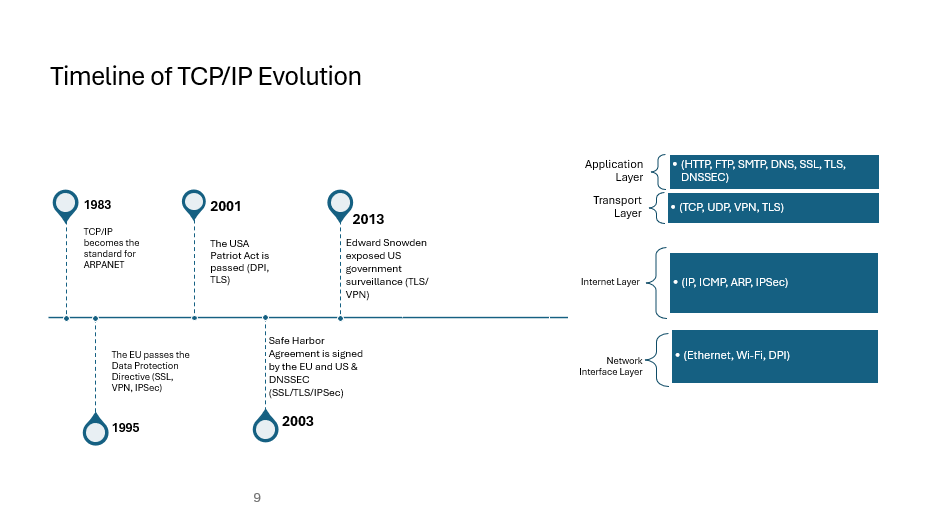 Timeline of TCP/IP Evolution
1983
TCP/IP
becomes the
standard for
ARPANET
2001
The USA
Patriot Act is
passed (DPI,
TLS)
2013
Edward Snowden
exposed US
government
surveillance (TLS/
VPN)
The EU passes the
Data Protection
Directive (SSL,
VPN, IPSec)
1995
Safe Harbor
Agreement is signed
by the EU and US &
DNSSEC
(SSL/TLS/IPSec)
2003
Application
Layer
• (HTTP, FTP, SMTP, DNS, SSL, TLS,
DNSSEC)
Transport
Layer
• (TCP, UDP, VPN, TLS)
Internet Layer
• (IP, ICMP, ARP, IPSec)
Network
Interface Layer
• (Ethernet, Wi-Fi, DPI)
9